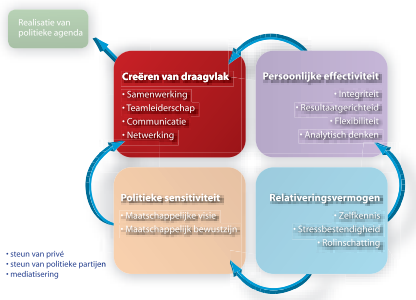 Realisatie van
politieke agenda
Creëren van draagvlak
• Samenwerking
• Teamleiderschap
• Communicatie
• Netwerking
Persoonlijke effectiviteit
• Integriteit
• Resultaatgerichteid
• Flexibiliteit
• Analytisch denken
Politieke sensitiviteit
• Maatschappelijke visie
• Maatschappelijk bewustzijn
Relativeringsvermogen
• Zelfkennis
• Stressbestendigheid
• Rolinschatting
• steun van privé
• steun van politieke partijen
• mediatisering